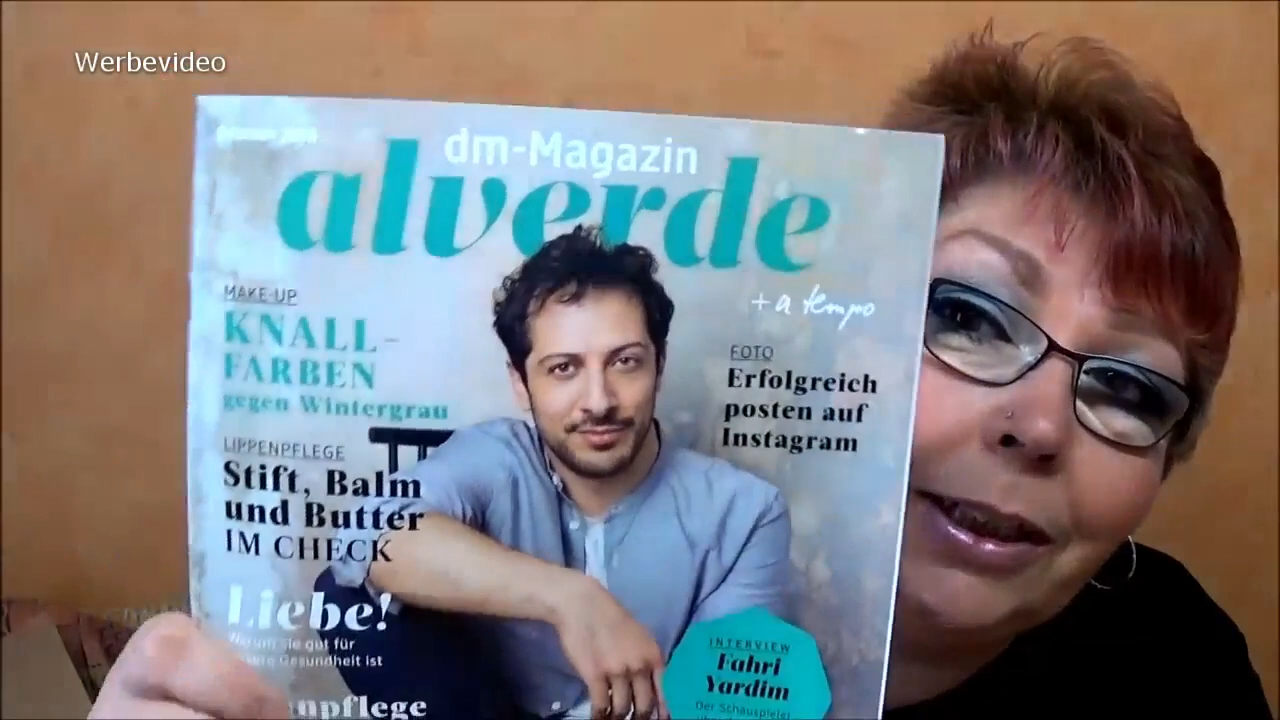 Werbevideo
dm-Magazin
alverde
+ a tempo
MAKE-UP
KNALL-
FARBEN
gegen Wintergrau
FOTO
Erfolgreich
posten auf
Instagram
LIPPENPFLEGE
Stift, Balm
und Butter
IM CHECK
Liebe!
Warum sie gut für
Gesundheit ist
INTERVIEW
Fahri
Yardim
Der Schauspieler